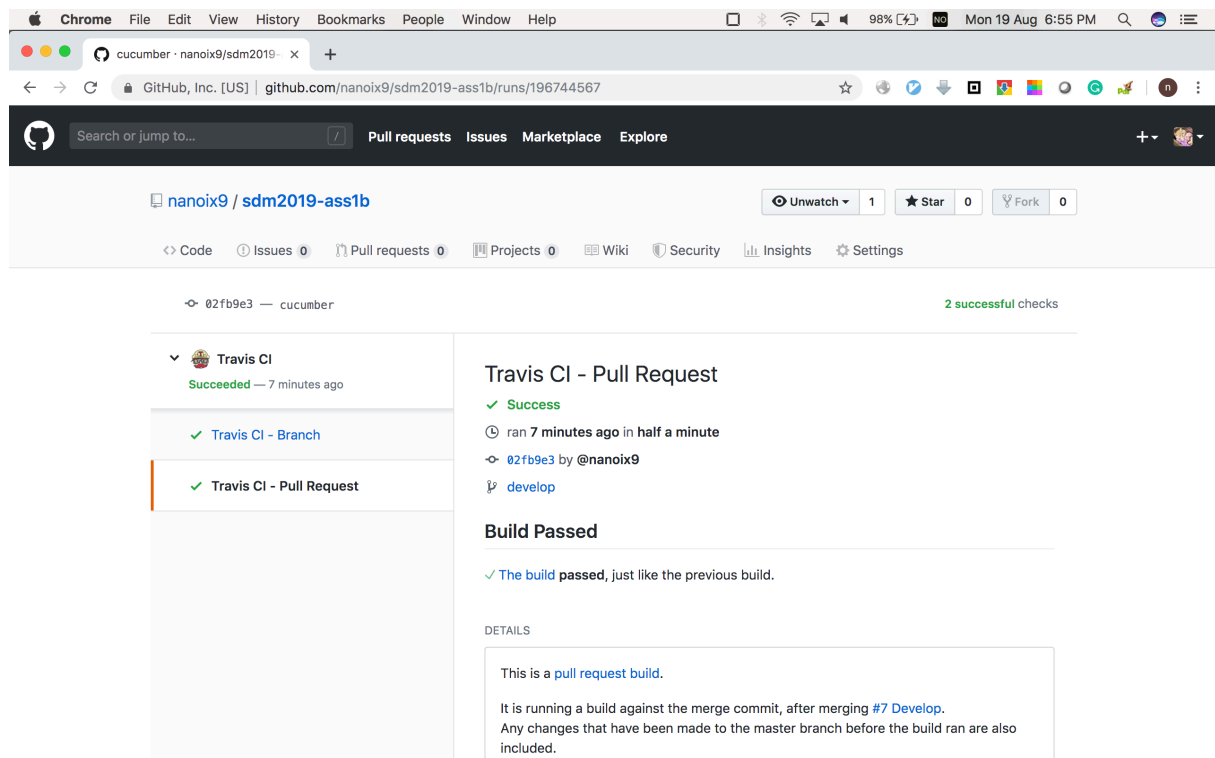 Chrome File Edit View History Bookmarks People Window Help 98% NO Mon 19 Aug 6:55 PM
cucumber · nanoix9/sdm2019-
GitHub, Inc. [US] | github.com/nanoix9/sdm2019-ass1b/runs/196744567 n
Search or jump to... / Pull requests Issues Marketplace Explore
nanoix9 / sdm2019-ass1b Unwatch 1 Star 0 Fork 0
Code Issues 0 Pull requests 0 Projects 0 Wiki Security Insights Settings
02fb9e3 — cucumber 2 successful checks
Travis CI
Succeeded — 7 minutes ago
Travis CI - Branch
Travis CI - Pull Request
Travis CI - Pull Request
Success
ran 7 minutes ago in half a minute
02fb9e3 by @nanoix9
develop
Build Passed
The build passed, just like the previous build.
DETAILS
This is a pull request build.
It is running a build against the merge commit, after merging #7 Develop.
Any changes that have been made to the master branch before the build ran are also
included.